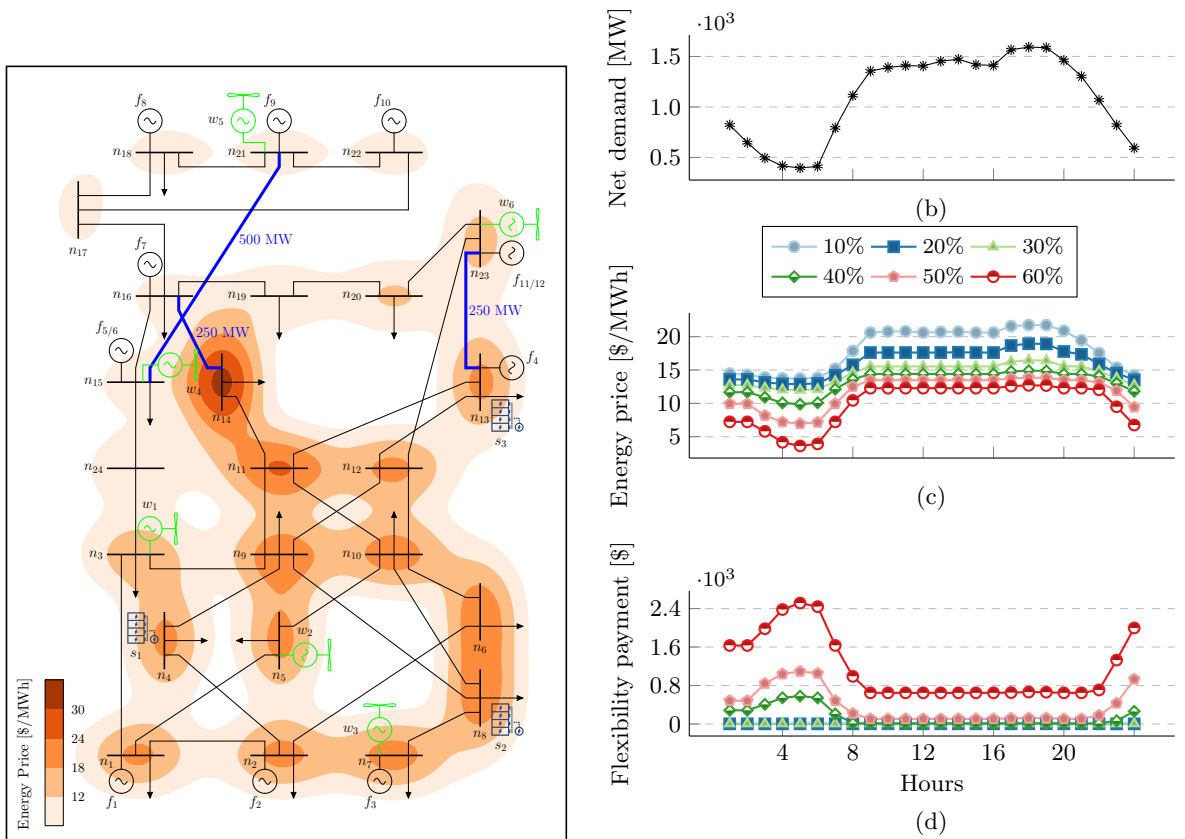 f8
f9
f10
w5
n18
n21
n22
w6
n17
500 MW
f7
n23
f11/12
n16
n19
n20
250 MW
250 MW
f5/6
f4
w4
n15
n14
n13
s3
n24
n11
n12
w1
n3
n9
n10
w2
s1
n4
n5
n6
w3
n8
s2
n1
n2
n7
f1
f2
f3
Energy Price [$/MWh]
30
24
18
12
·10³
Net demand [MW]
1.5
1.0
0.5
(b)
10% 20% 30%
40% 50% 60%
Energy price [$/MWh]
20
15
10
5
(c)
·10³
Flexibility payment [$]
2.4
1.6
0.8
0
4 8 12 16 20
Hours
(d)